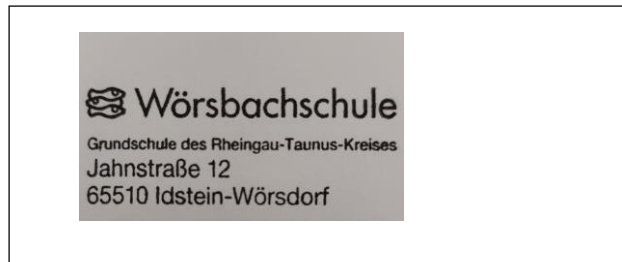 Wörsbachschule
Grundschule des Rheingau-Taunus-Kreises
Jahnstraße 12
65510 Idstein-Wörsdorf